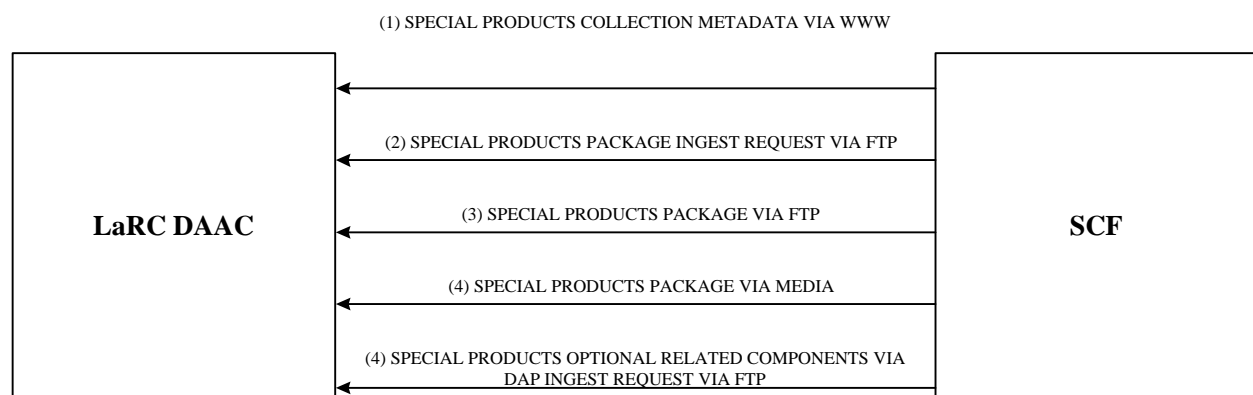 (1) SPECIAL PRODUCTS COLLECTION METADATA VIA WWW
(2) SPECIAL PRODUCTS PACKAGE INGEST REQUEST VIA FTP
(3) SPECIAL PRODUCTS PACKAGE VIA FTP
LaRC DAAC
SCF
(4) SPECIAL PRODUCTS PACKAGE VIA MEDIA
(4) SPECIAL PRODUCTS OPTIONAL RELATED COMPONENTS VIA
DAP INGEST REQUEST VIA FTP